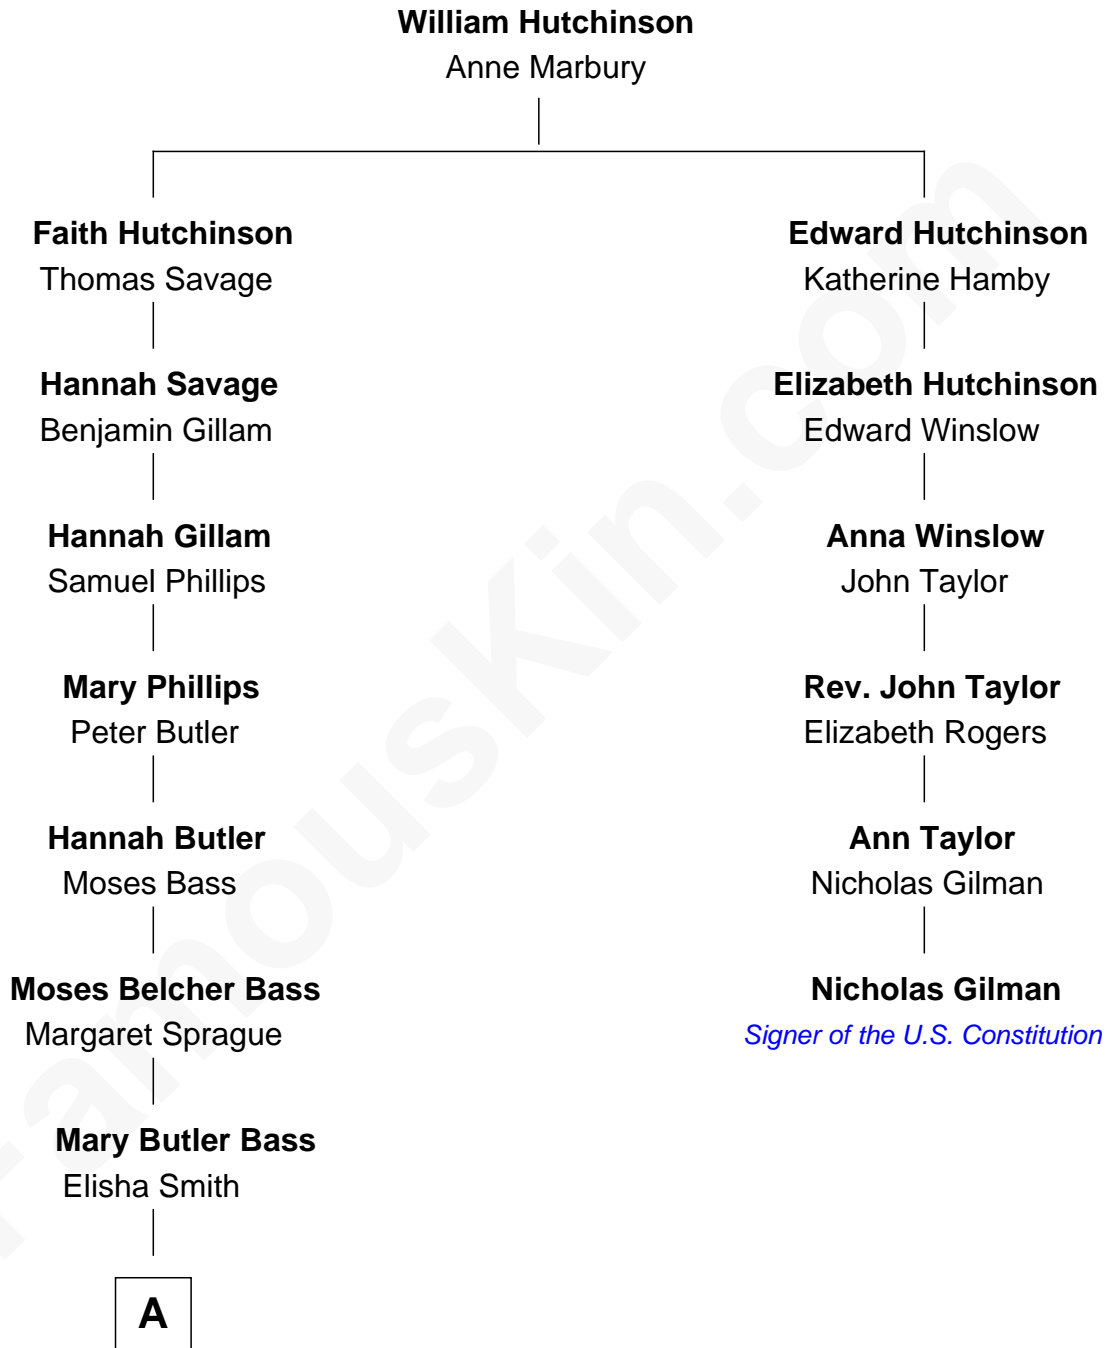 William Hutchinson
Anne Marbury
Faith Hutchinson
Thomas Savage
Hannah Savage
Benjamin Gillam
Hannah Gillam
Samuel Phillips
Mary Phillips
Peter Butler
Hannah Butler
Moses Bass
Moses Belcher Bass
Margaret Sprague
Mary Butler Bass
Elisha Smith
A
Edward Hutchinson
Katherine Hamby
Elizabeth Hutchinson
Edward Winslow
Anna Winslow
John Taylor
Rev. John Taylor
Elizabeth Rogers
Ann Taylor
Nicholas Gilman
Nicholas Gilman
Signer of the U.S. Constitution
FamousKin.com